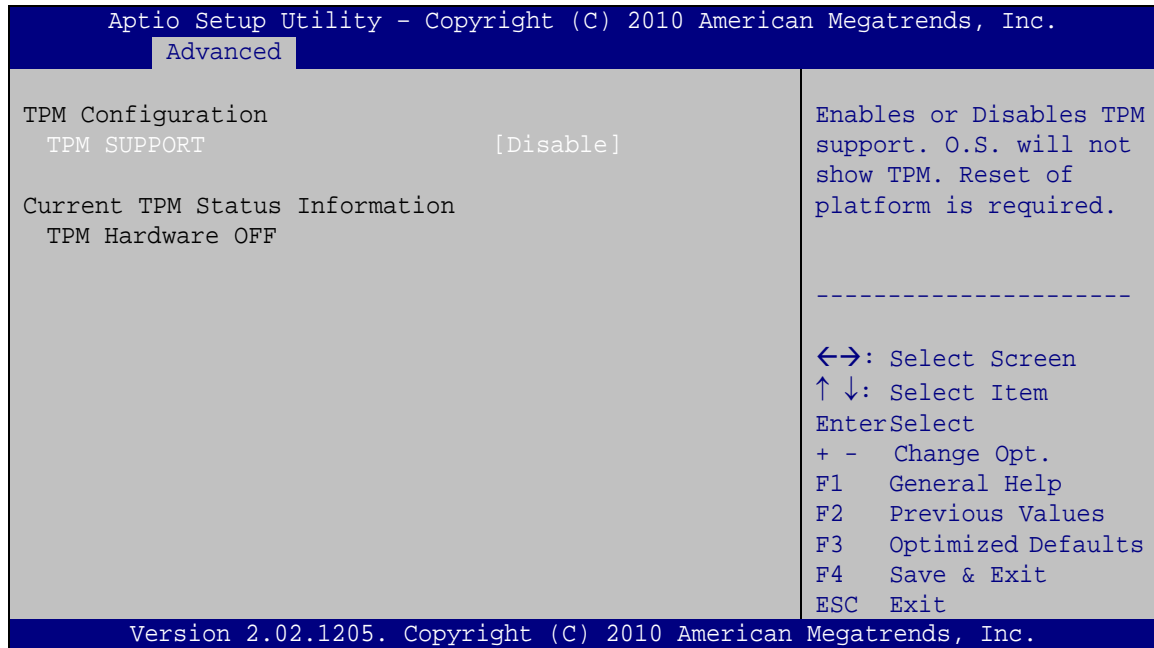 Aptio Setup Utility – Copyright (C) 2010 American Megatrends, Inc.
Advanced
TPM Configuration
TPM SUPPORT [Disable]
Current TPM Status Information
TPM Hardware OFF
Enables or Disables TPM
support. O.S. will not
show TPM. Reset of
platform is required.
----------------------
←→: Select Screen
↑ ↓: Select Item
EnterSelect
+ - Change Opt.
F1 General Help
F2 Previous Values
F3 Optimized Defaults
F4 Save & Exit
ESC Exit
Version 2.02.1205. Copyright (C) 2010 American Megatrends, Inc.